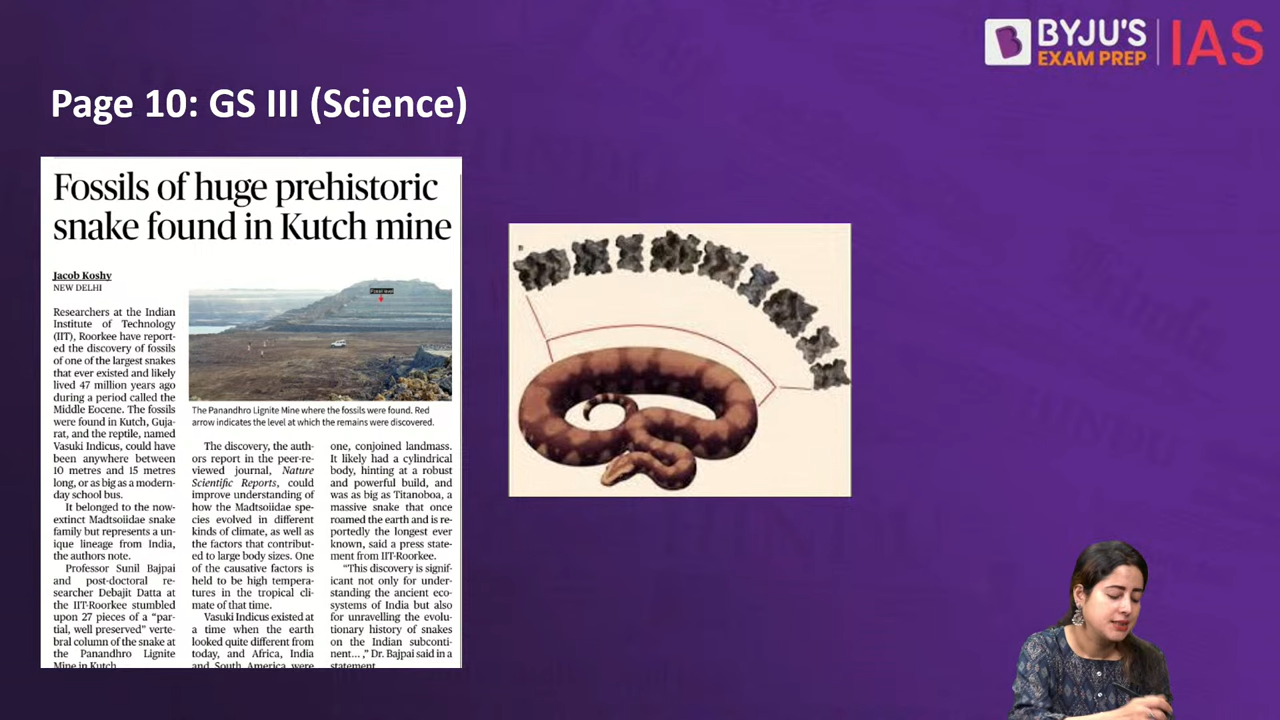 BYJU'S
EXAM PREP
IAS
Page 10: GS III (Science)
Fossils of huge prehistoric
snake found in Kutch mine
Jacob Koshy
NEW DELHI
Researchers at the Indian
Institute of Technology
(IIT), Roorkee have report-
ed the discovery of fossils
of one of the largest snakes
that ever existed and likely
lived 47 million years ago
during a period called the
Middle Eocene. The fossils
were found in Kutch, Guja-
rat, and the reptile, named
Vasuki Indicus, could have
been anywhere between
10 metres and 15 metres
long, or as big as a modern-
day school bus.
It belonged to the now-
extinct Madtsoiidae snake
family but represents a un-
ique lineage from India,
the authors note.
Professor Sunil Bajpai
and post-doctoral re-
searcher Debajit Datta at
the IIT-Roorkee stumbled
upon 27 pieces of a “par-
tial, well preserved” verte-
bral column of the snake at
the Panandhro Lignite
Mine in Kutch
The Panandhro Lignite Mine where the fossils were found. Red
arrow indicates the level at which the remains were discovered.
The discovery, the auth-
ors report in the peer-re-
viewed journal, Nature
Scientific Reports, could
improve understanding of
how the Madtsoiidae spe-
cies evolved in different
kinds of climate, as well as
the factors that contribut-
ed to large body sizes. One
of the causative factors is
held to be high tempera-
tures in the tropical cli-
mate of that time.
Vasuki Indicus existed at
a time when the earth
looked quite different from
today, and Africa, India
and South America were
one, conjoined landmass.
It likely had a cylindrical
body, hinting at a robust
and powerful build, and
was as big as Titanoboa, a
massive snake that once
roamed the earth and is re-
portedly the longest ever
known, said a press state-
ment from IIT-Roorkee.
“This discovery is signif-
icant not only for under-
standing the ancient eco-
systems of India but also
for unravelling the evolu-
tionary history of snakes
on the Indian subconti-
nent... ,” Dr. Bajpai said in a
statement